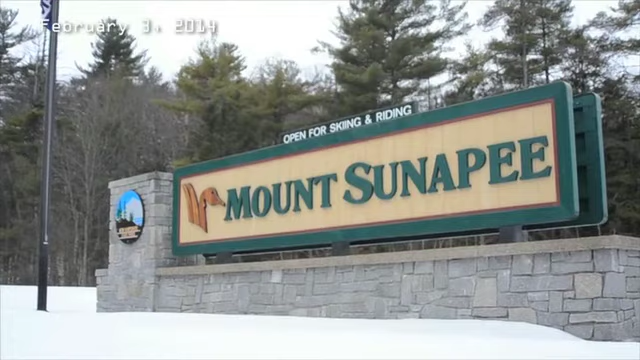 February 3, 2014
OPEN FOR SKIING & RIDING
MOUNT SUNAPEE